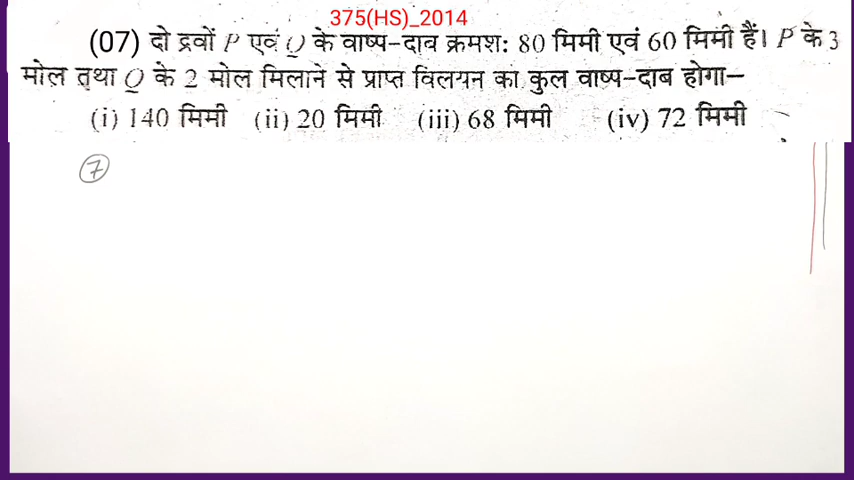 375(HS)_2014
(07) दो द्रवों P एवं Q के वाष्प-दाब क्रमश: 80 मिमी एवं 60 मिमी हैं। P के 3
मोल तथा Q के 2 मोल मिलाने से प्राप्त विलयन का कुल वाष्प-दाब होगा–
(i) 140 मिमी (ii) 20 मिमी (iii) 68 मिमी (iv) 72 मिमी
7